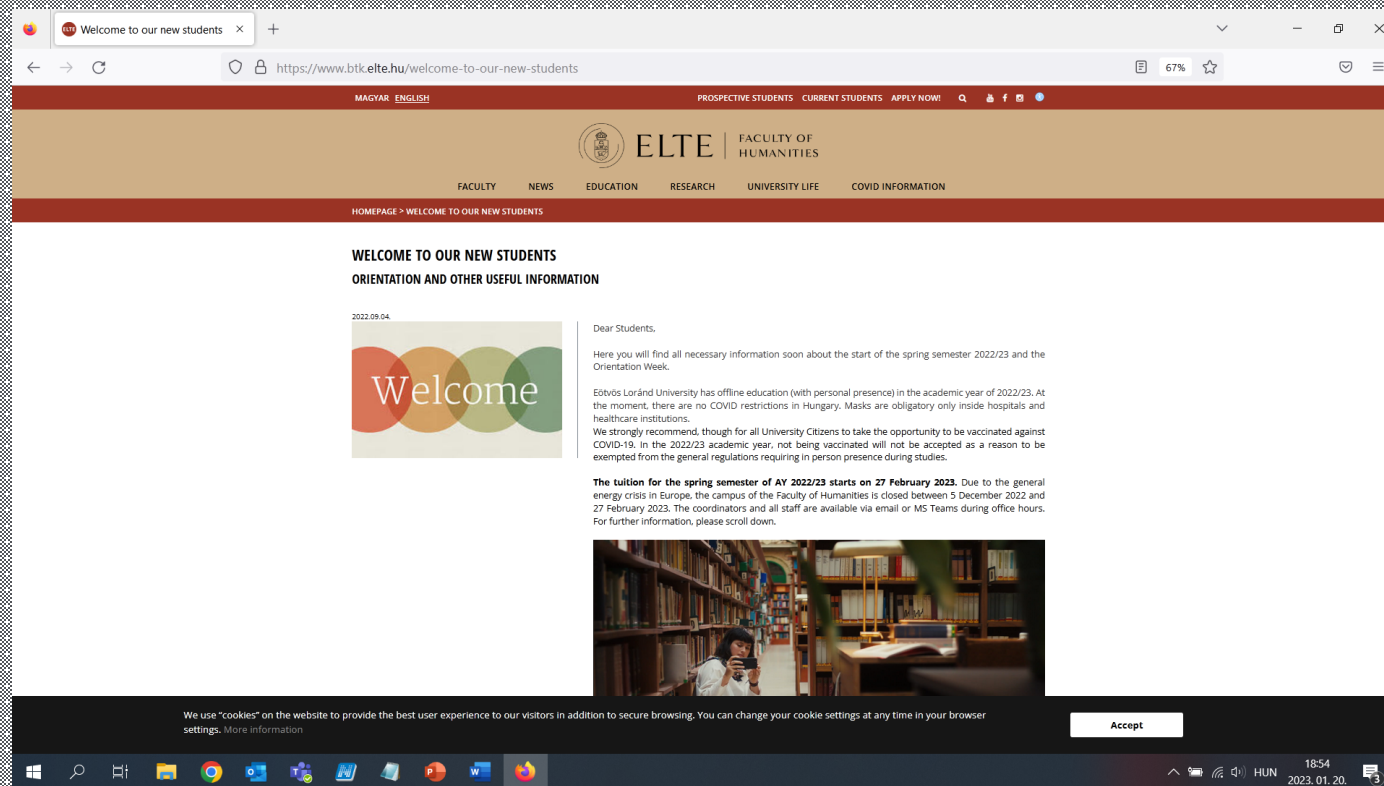 Welcome to our new students
https://www.btk.elte.hu/welcome-to-our-new-students
67%
MAGYAR ENGLISH
PROSPECTIVE STUDENTS CURRENT STUDENTS APPLY NOW!
ELTE
FACULTY OF
HUMANITIES
FACULTY NEWS EDUCATION RESEARCH UNIVERSITY LIFE COVID INFORMATION
HOMEPAGE > WELCOME TO OUR NEW STUDENTS
WELCOME TO OUR NEW STUDENTS
ORIENTATION AND OTHER USEFUL INFORMATION
2022.09.04.
Welcome
Dear Students,
Here you will find all necessary information soon about the start of the spring semester 2022/23 and the
Orientation Week.
Eötvös Loránd University has offline education (with personal presence) in the academic year of 2022/23. At
the moment, there are no COVID restrictions in Hungary. Masks are obligatory only inside hospitals and
healthcare institutions.
We strongly recommend, though for all University Citizens to take the opportunity to be vaccinated against
COVID-19. In the 2022/23 academic year, not being vaccinated will not be accepted as a reason to be
exempted from the general regulations requiring in person presence during studies.
The tuition for the spring semester of AY 2022/23 starts on 27 February 2023. Due to the general
energy crisis in Europe, the campus of the Faculty of Humanities is closed between 5 December 2022 and
27 February 2023. The coordinators and all staff are available via email or MS Teams during office hours.
For further information, please scroll down.
We use "cookies" on the website to provide the best user experience to our visitors in addition to secure browsing. You can change your cookie settings at any time in your browser
settings. More information
Accept
HUN
18:54
2023. 01. 20.
3